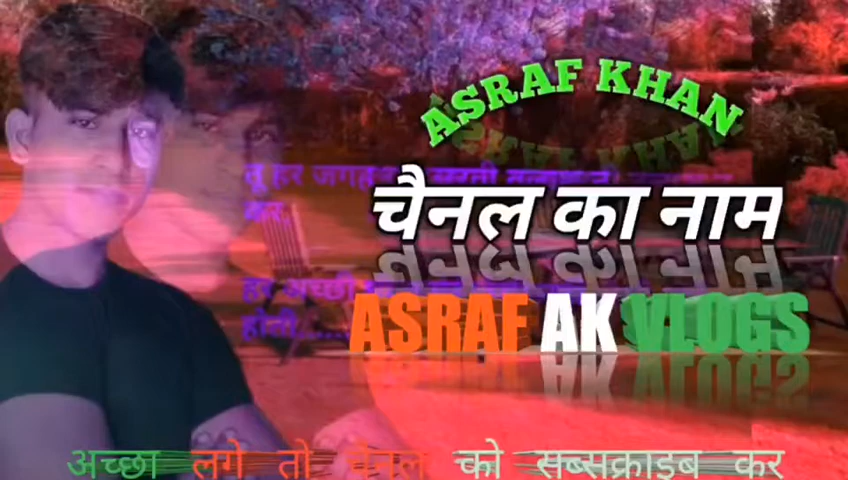 ASRAF KHAN
तू हर जगह
चैनल का नाम
हर अच्छी
होती.....
ASRAF AK VLOGS
अच्छा लगे तो चैनल को सब्सक्राइब कर